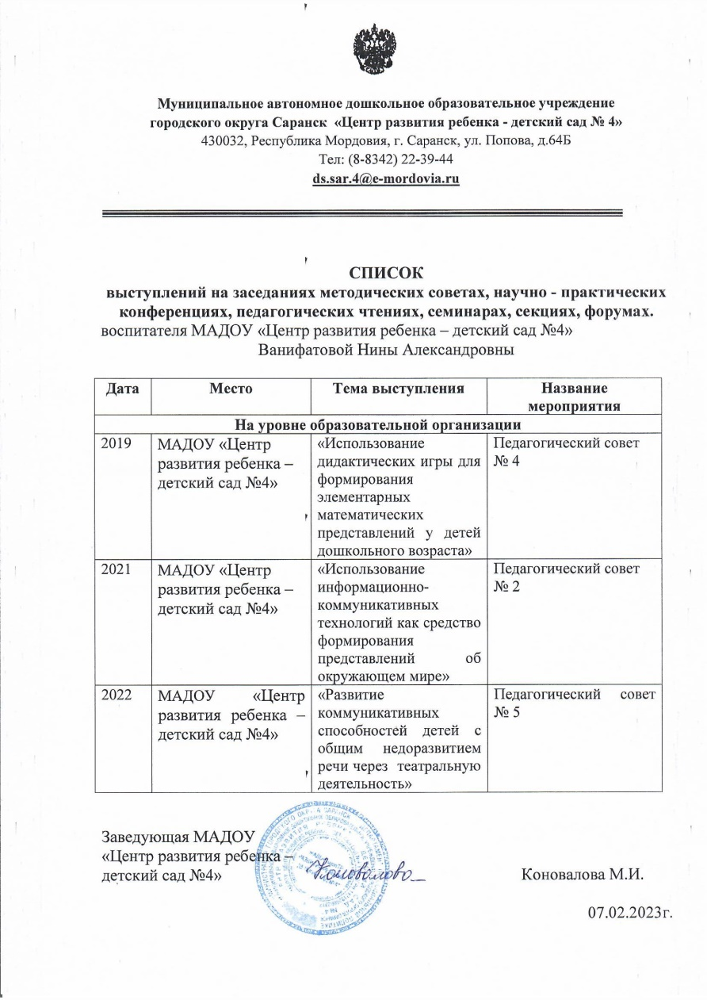 Муниципальное автономное дошкольное образовательное учреждение
городского округа Саранск «Центр развития ребенка - детский сад № 4»
430032, Республика Мордовия, г. Саранск, ул. Попова, д.64Б
Тел: (8-8342) 22-39-44
ds.sar.4@e-mordovia.ru
СПИСОК
выступлений на заседаниях методических советах, научно - практических
конференциях, педагогических чтениях, семинарах, секциях, форумах.
воспитателя МАДОУ «Центр развития ребенка – детский сад №4»
Ванифатовой Нины Александровны
Дата Место Тема выступления Название
мероприятия
На уровне образовательной организации
2019
МАДОУ «Центр
развития ребенка –
детский сад №4»
«Использование
дидактических игры для
формирования
элементарных
математических
представлений у детей
дошкольного возраста»
Педагогический совет
№ 4
2021
МАДОУ «Центр
развития ребенка –
детский сад №4»
«Использование
информационно-
коммуникативных
технологий как средство
формирования
представлений об
окружающем мире»
Педагогический совет
№ 2
2022
МАДОУ «Центр
развития ребенка –
детский сад №4»
«Развитие
коммуникативных
способностей детей с
общим недоразвитием
речи через театральную
деятельность»
Педагогический совет
№ 5
Заведующая МАДОУ
«Центр развития ребенка –
детский сад №4» Коновалова Коновалова М.И.
07.02.2023г.